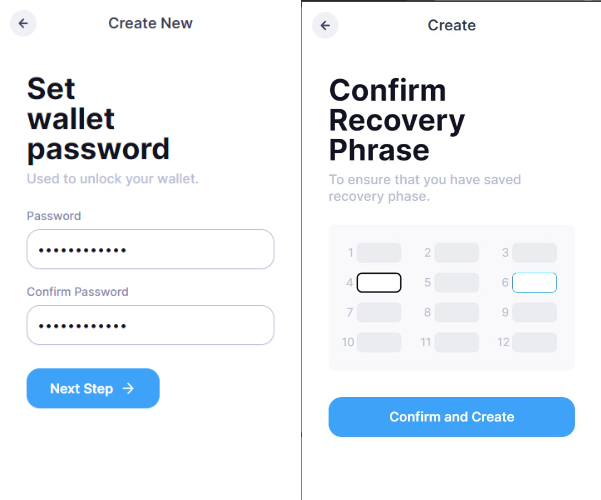 Create New
Set
wallet
password
Used to unlock your wallet.
Password
••••••••••••
Confirm Password
••••••••••••
Next Step →
Create
Confirm
Recovery
Phrase
To ensure that you have saved
recovery phase.
1 2 3
4 5 6
7 8 9
10 11 12
Confirm and Create